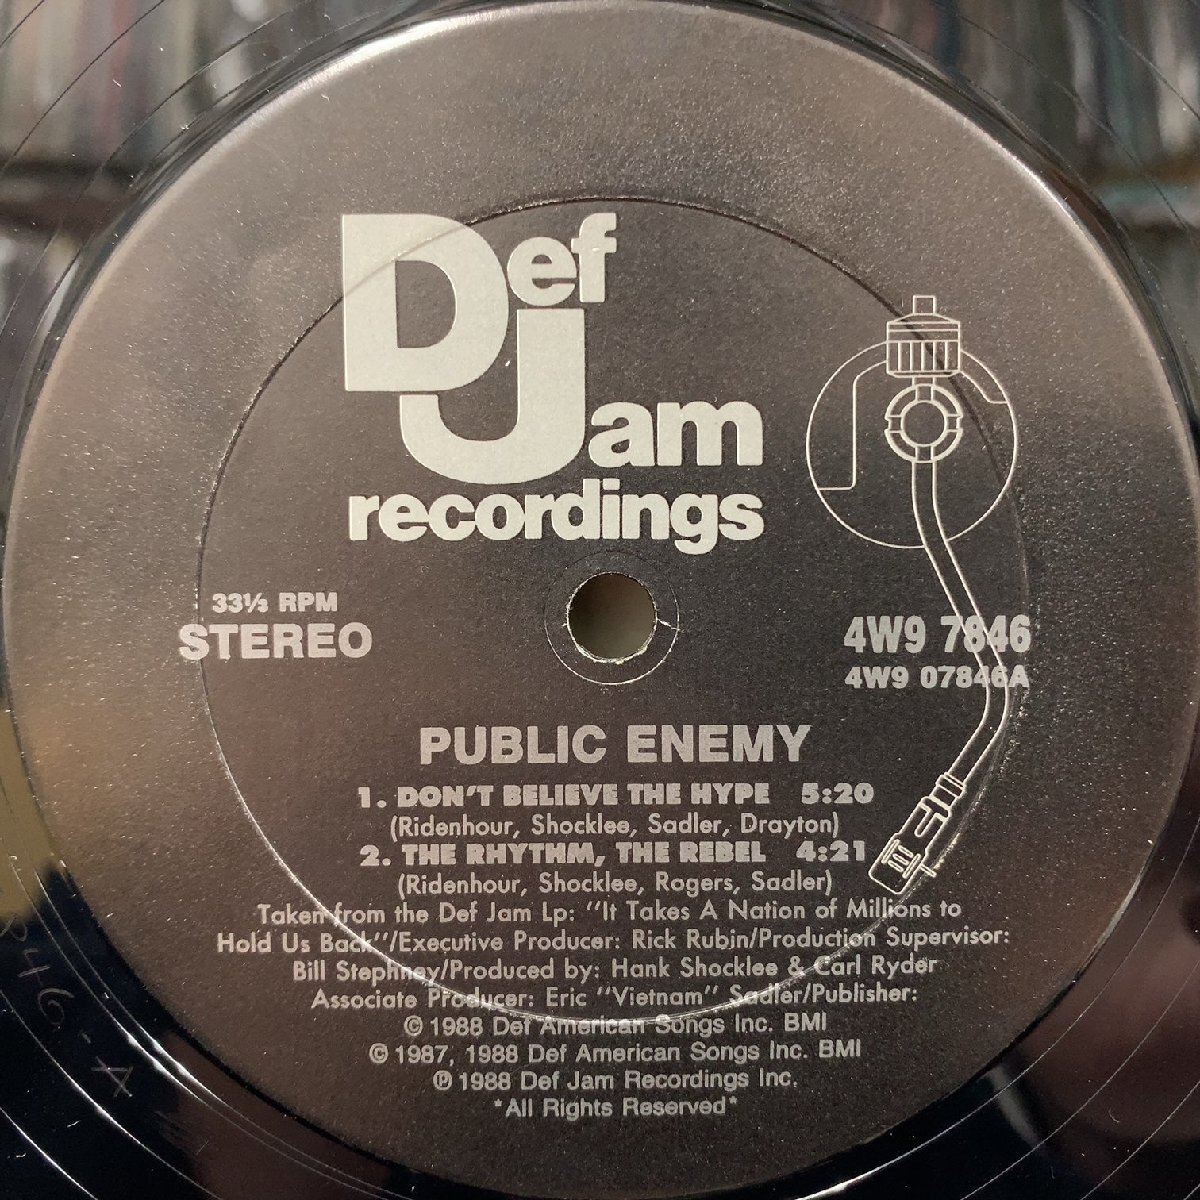 Def
Jam
recordings
33⅓ RPM
STEREO
4W9 7846
4W9 07846A
PUBLIC ENEMY
1. DON'T BELIEVE THE HYPE 5:20
(Ridenhour, Shocklee, Sadler, Drayton)
2. THE RHYTHM, THE REBEL 4:21
(Ridenhour, Shocklee, Rogers, Sadler)
Taken from the Def Jam Lp: "It Takes A Nation of Millions to
Hold Us Back"/Executive Producer: Rick Rubin/Production Supervisor:
Bill Stephney/Produced by: Hank Shocklee & Carl Ryder
Associate Producer: Eric "Vietnam" Sadler/Publisher:
© 1988 Def American Songs Inc. BMI
© 1987, 1988 Def American Songs Inc. BMI
℗ 1988 Def Jam Recordings Inc.
*All Rights Reserved*